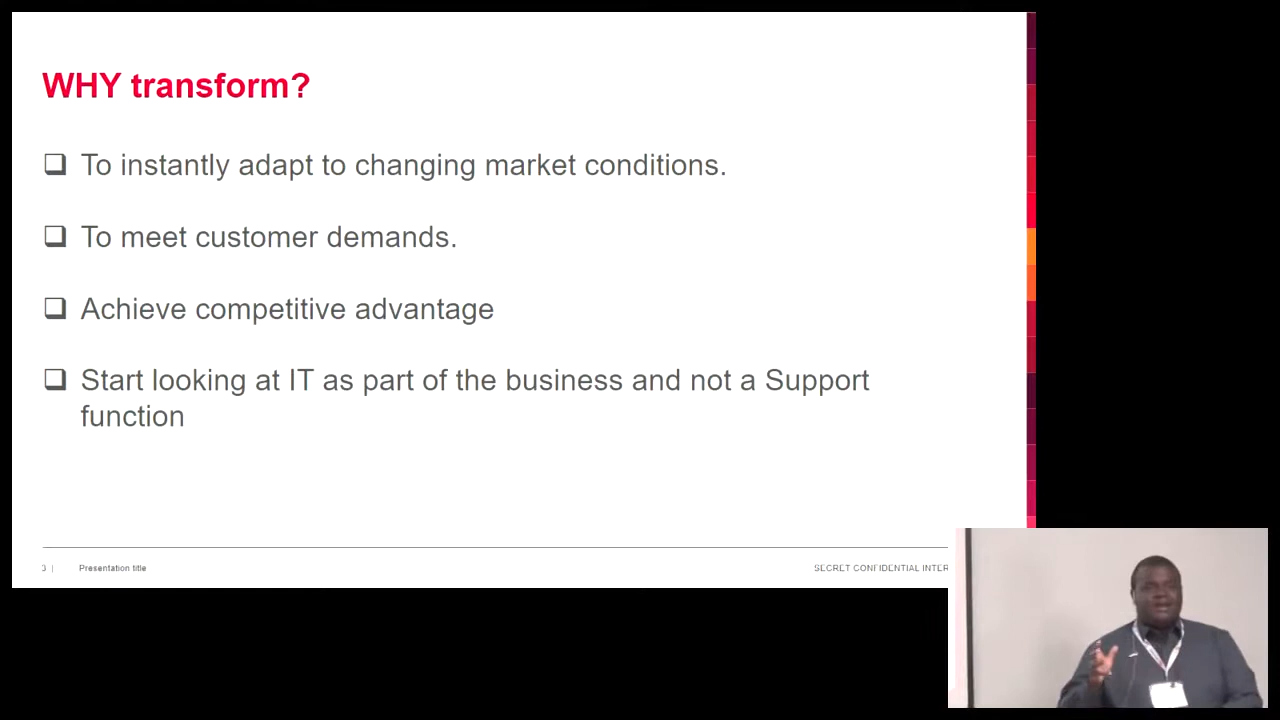 WHY transform?
To instantly adapt to changing market conditions.
To meet customer demands.
Achieve competitive advantage
Start looking at IT as part of the business and not a Support
function
Presentation title
SECRET CONFIDENTIAL